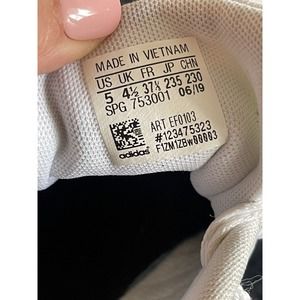 MADE IN VIETNAM
US UK FR JP CHN
5 4½ 37⅓ 235 230
SPG 753001 06/19
ART EF0103
#123475323
F1ZM1ZBw00003
adidas